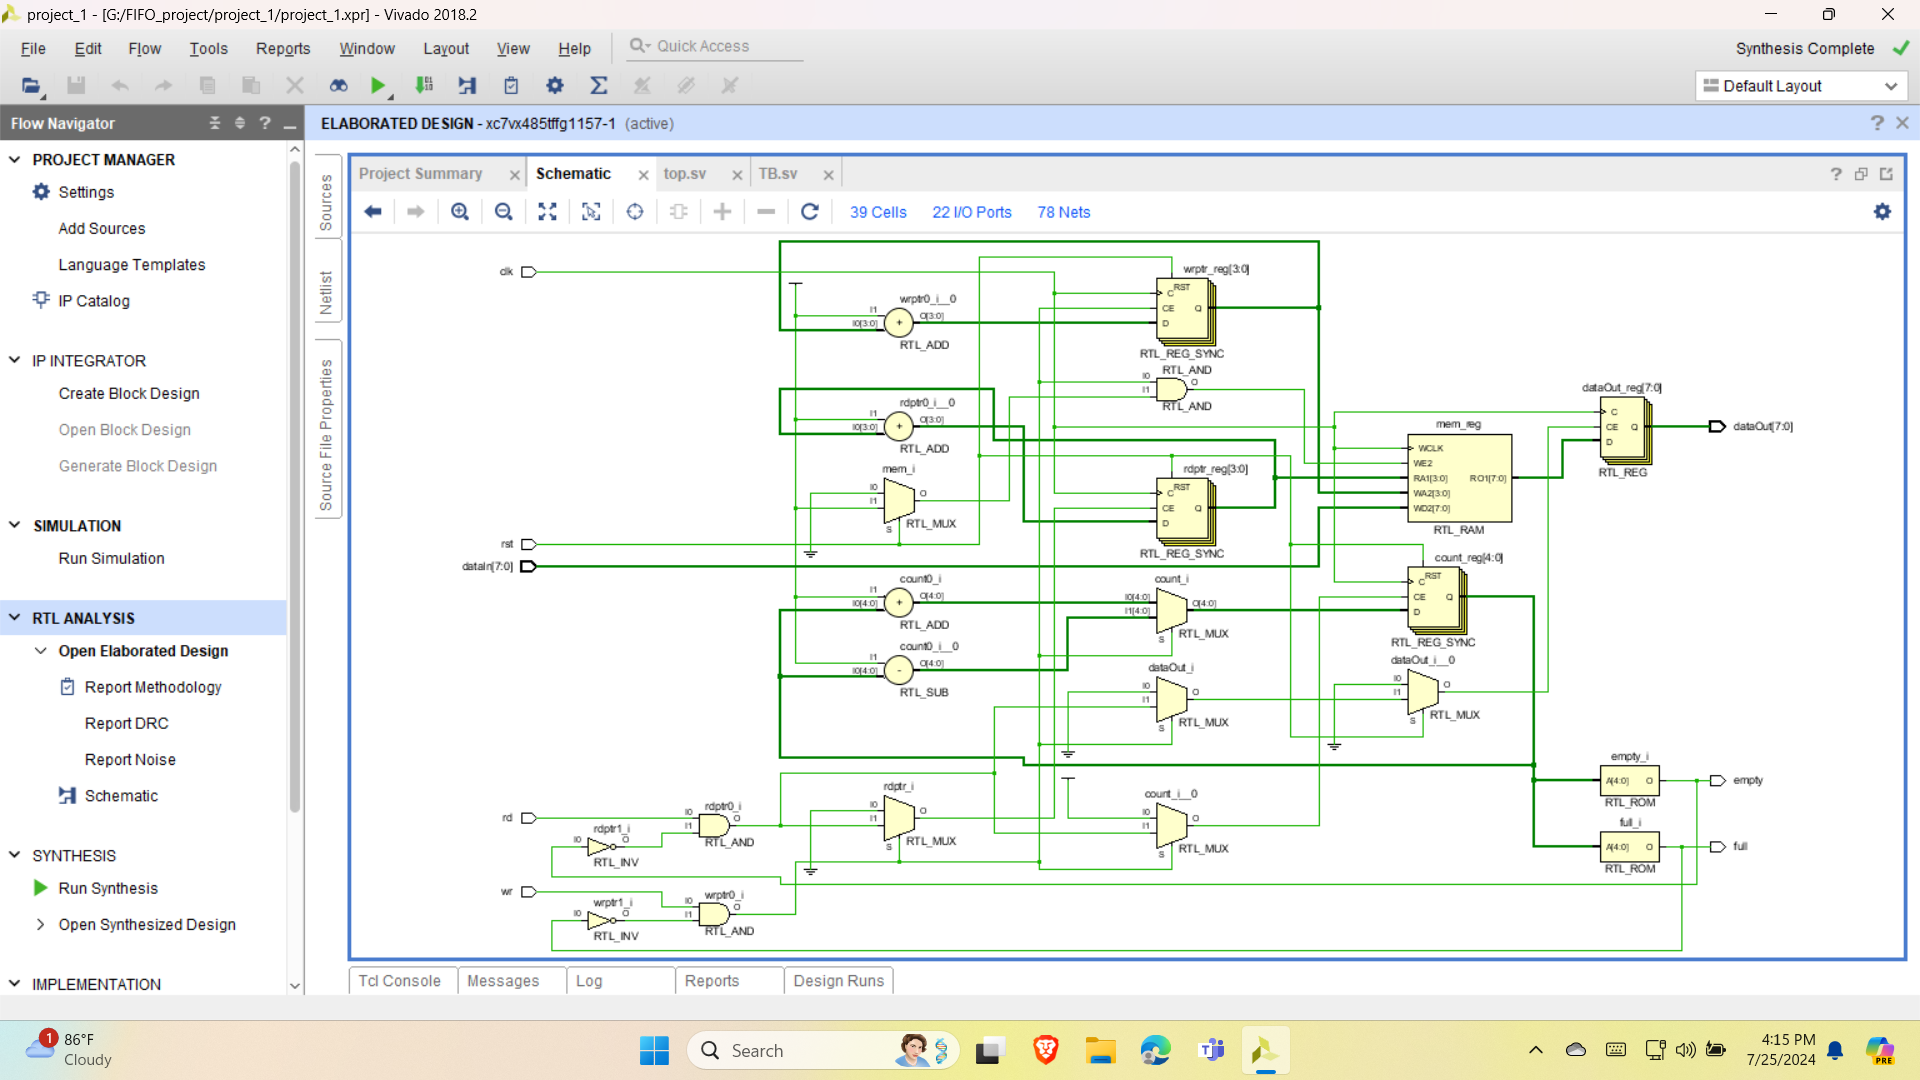 project_1 - [G:/FIFO_project/project_1/project_1.xpr] - Vivado 2018.2
File Edit Flow Tools Reports Window Layout View Help Quick Access
Synthesis Complete
Default Layout
Flow Navigator
ELABORATED DESIGN - xc7vx485tffg1157-1 (active)
PROJECT MANAGER
Settings
Add Sources
Language Templates
IP Catalog
IP INTEGRATOR
Create Block Design
Open Block Design
Generate Block Design
SIMULATION
Run Simulation
RTL ANALYSIS
Open Elaborated Design
Report Methodology
Report DRC
Report Noise
Schematic
SYNTHESIS
Run Synthesis
Open Synthesized Design
IMPLEMENTATION
Sources
Netlist
Source File Properties
Project Summary Schematic top.sv TB.sv
39 Cells 22 I/O Ports 78 Nets
clk
wrptr0_i__0
I1
I0[3:0]
O[3:0]
+
RTL_ADD
wrptr_reg[3:0]
RST
C
CE
Q
D
RTL_REG_SYNC
RTL_AND
I0
I1
O
RTL_AND
rdptr0_i__0
I1
I0[3:0]
O[3:0]
+
RTL_ADD
mem_i
I0
I1
O
S
RTL_MUX
rdptr_reg[3:0]
RST
C
CE
Q
D
RTL_REG_SYNC
mem_reg
WCLK
WE2
RA1[3:0]
RO1[7:0]
WA2[3:0]
WD2[7:0]
RTL_RAM
dataOut_reg[7:0]
C
CE
Q
D
RTL_REG
dataOut[7:0]
rst
dataIn[7:0]
count0_i
I1
I0[4:0]
O[4:0]
+
RTL_ADD
count0_i__0
I1
I0[4:0]
O[4:0]
-
RTL_SUB
count_i
I0[4:0]
I1[4:0]
O[4:0]
S
RTL_MUX
count_reg[4:0]
RST
C
CE
Q
D
RTL_REG_SYNC
dataOut_i
I0
I1
O
S
RTL_MUX
dataOut_i__0
I0
I1
O
S
RTL_MUX
rd
rdptr1_i
I0
O
RTL_INV
rdptr0_i
I0
I1
O
RTL_AND
rdptr_i
I0
I1
O
S
RTL_MUX
count_i__0
I0
I1
O
S
RTL_MUX
empty_i
A[4:0]
O
RTL_ROM
empty
full_i
A[4:0]
O
RTL_ROM
full
wr
wrptr1_i
I0
O
RTL_INV
wrptr0_i
I0
I1
O
RTL_AND
Tcl Console Messages Log Reports Design Runs
1
86°F
Cloudy
Search
4:15 PM
7/25/2024
PRE